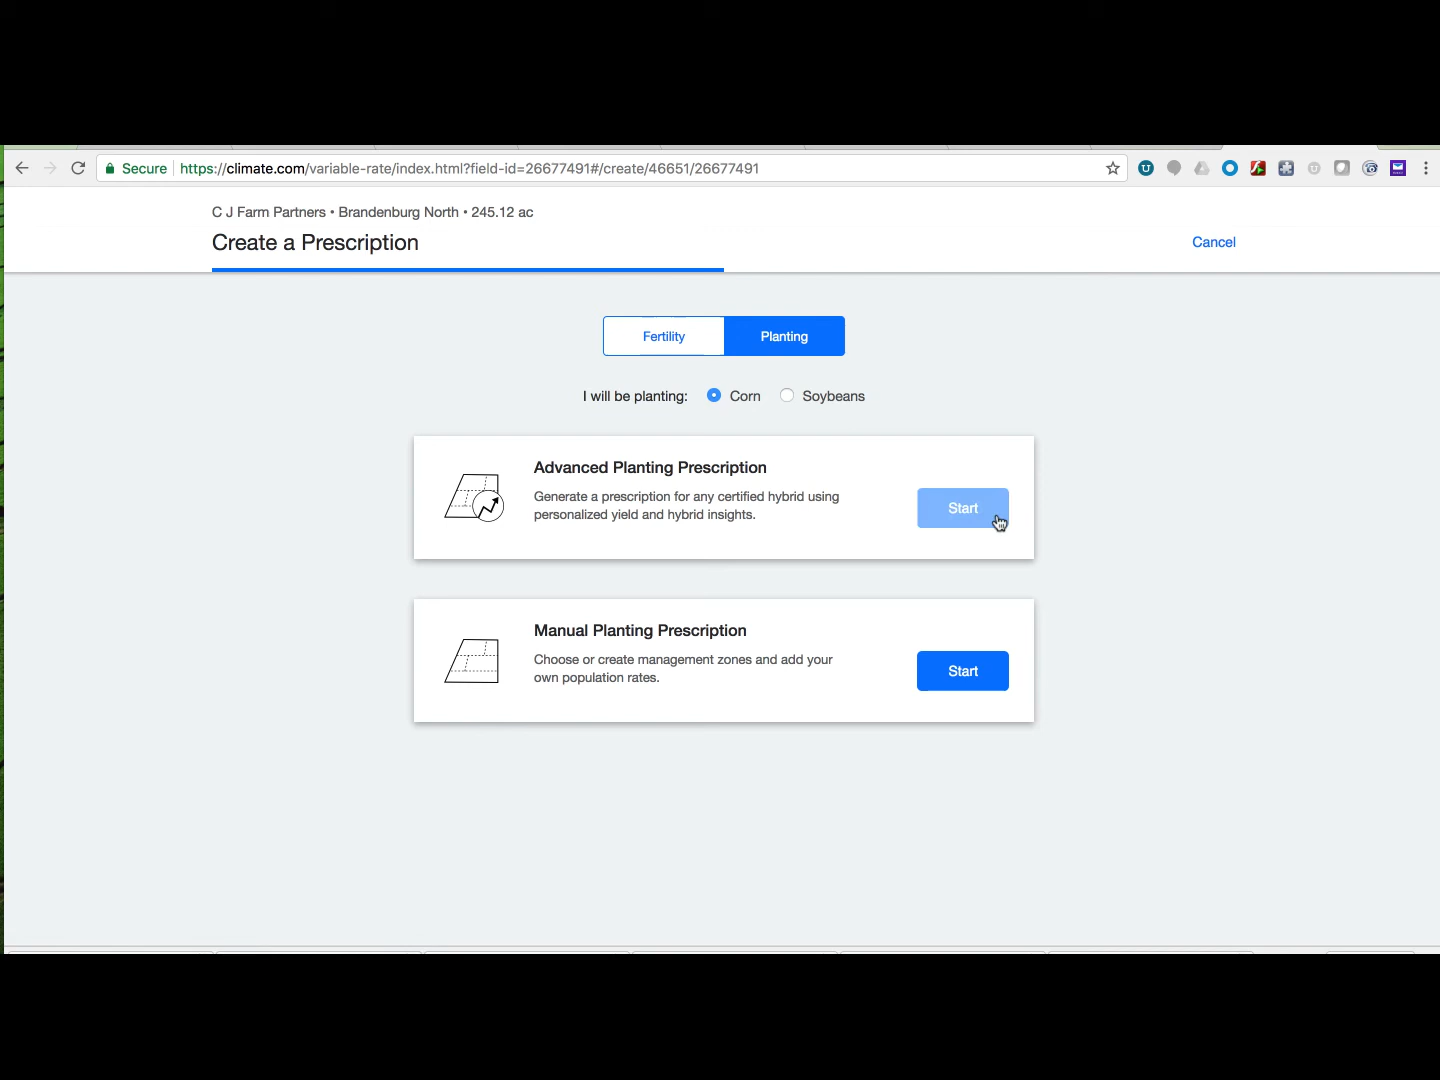 Secure https://climate.com/variable-rate/index.html?field-id=26677491#/create/46651/26677491
C J Farm Partners • Brandenburg North • 245.12 ac
Create a Prescription
Cancel
Fertility Planting
I will be planting: Corn Soybeans
Advanced Planting Prescription
Generate a prescription for any certified hybrid using
personalized yield and hybrid insights.
Start
Manual Planting Prescription
Choose or create management zones and add your
own population rates.
Start